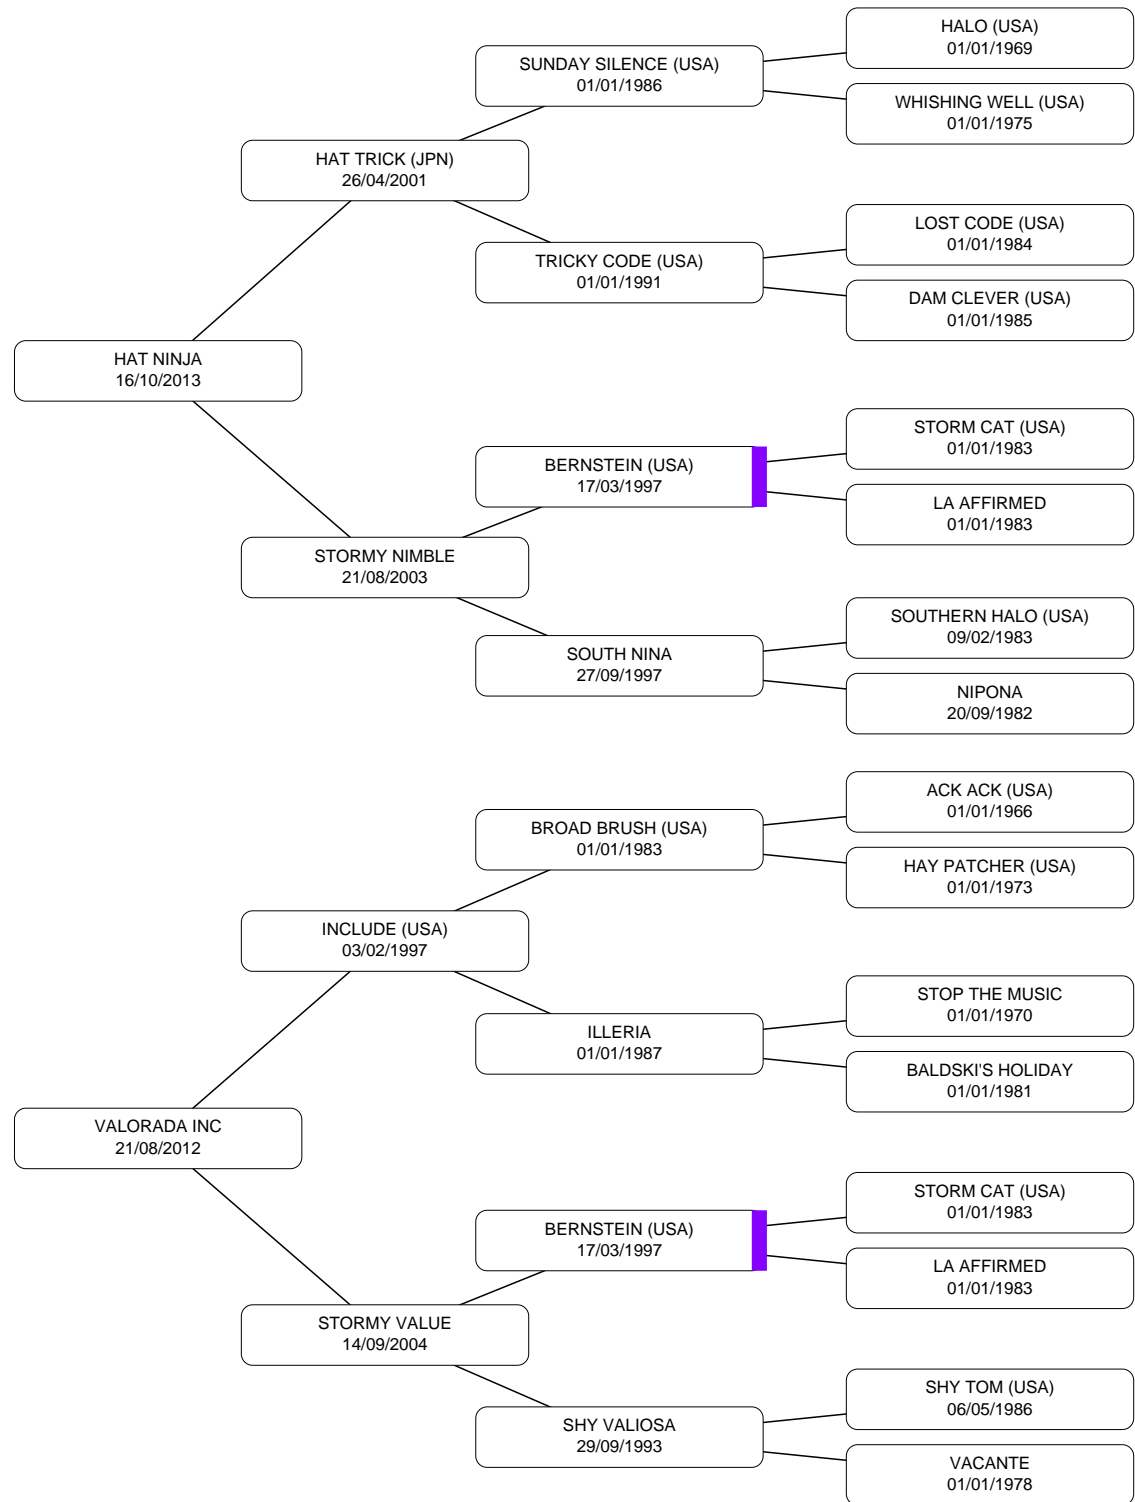 HALO (USA)
01/01/1969
SUNDAY SILENCE (USA)
01/01/1986
WHISHING WELL (USA)
01/01/1975
HAT TRICK (JPN)
26/04/2001
LOST CODE (USA)
01/01/1984
TRICKY CODE (USA)
01/01/1991
DAM CLEVER (USA)
01/01/1985
HAT NINJA
16/10/2013
STORM CAT (USA)
01/01/1983
BERNSTEIN (USA)
17/03/1997
LA AFFIRMED
01/01/1983
STORMY NIMBLE
21/08/2003
SOUTHERN HALO (USA)
09/02/1983
SOUTH NINA
27/09/1997
NIPONA
20/09/1982
ACK ACK (USA)
01/01/1966
BROAD BRUSH (USA)
01/01/1983
HAY PATCHER (USA)
01/01/1973
INCLUDE (USA)
03/02/1997
STOP THE MUSIC
01/01/1970
ILLERIA
01/01/1987
BALDSKI'S HOLIDAY
01/01/1981
VALORADA INC
21/08/2012
STORM CAT (USA)
01/01/1983
BERNSTEIN (USA)
17/03/1997
LA AFFIRMED
01/01/1983
STORMY VALUE
14/09/2004
SHY TOM (USA)
06/05/1986
SHY VALIOSA
29/09/1993
VACANTE
01/01/1978